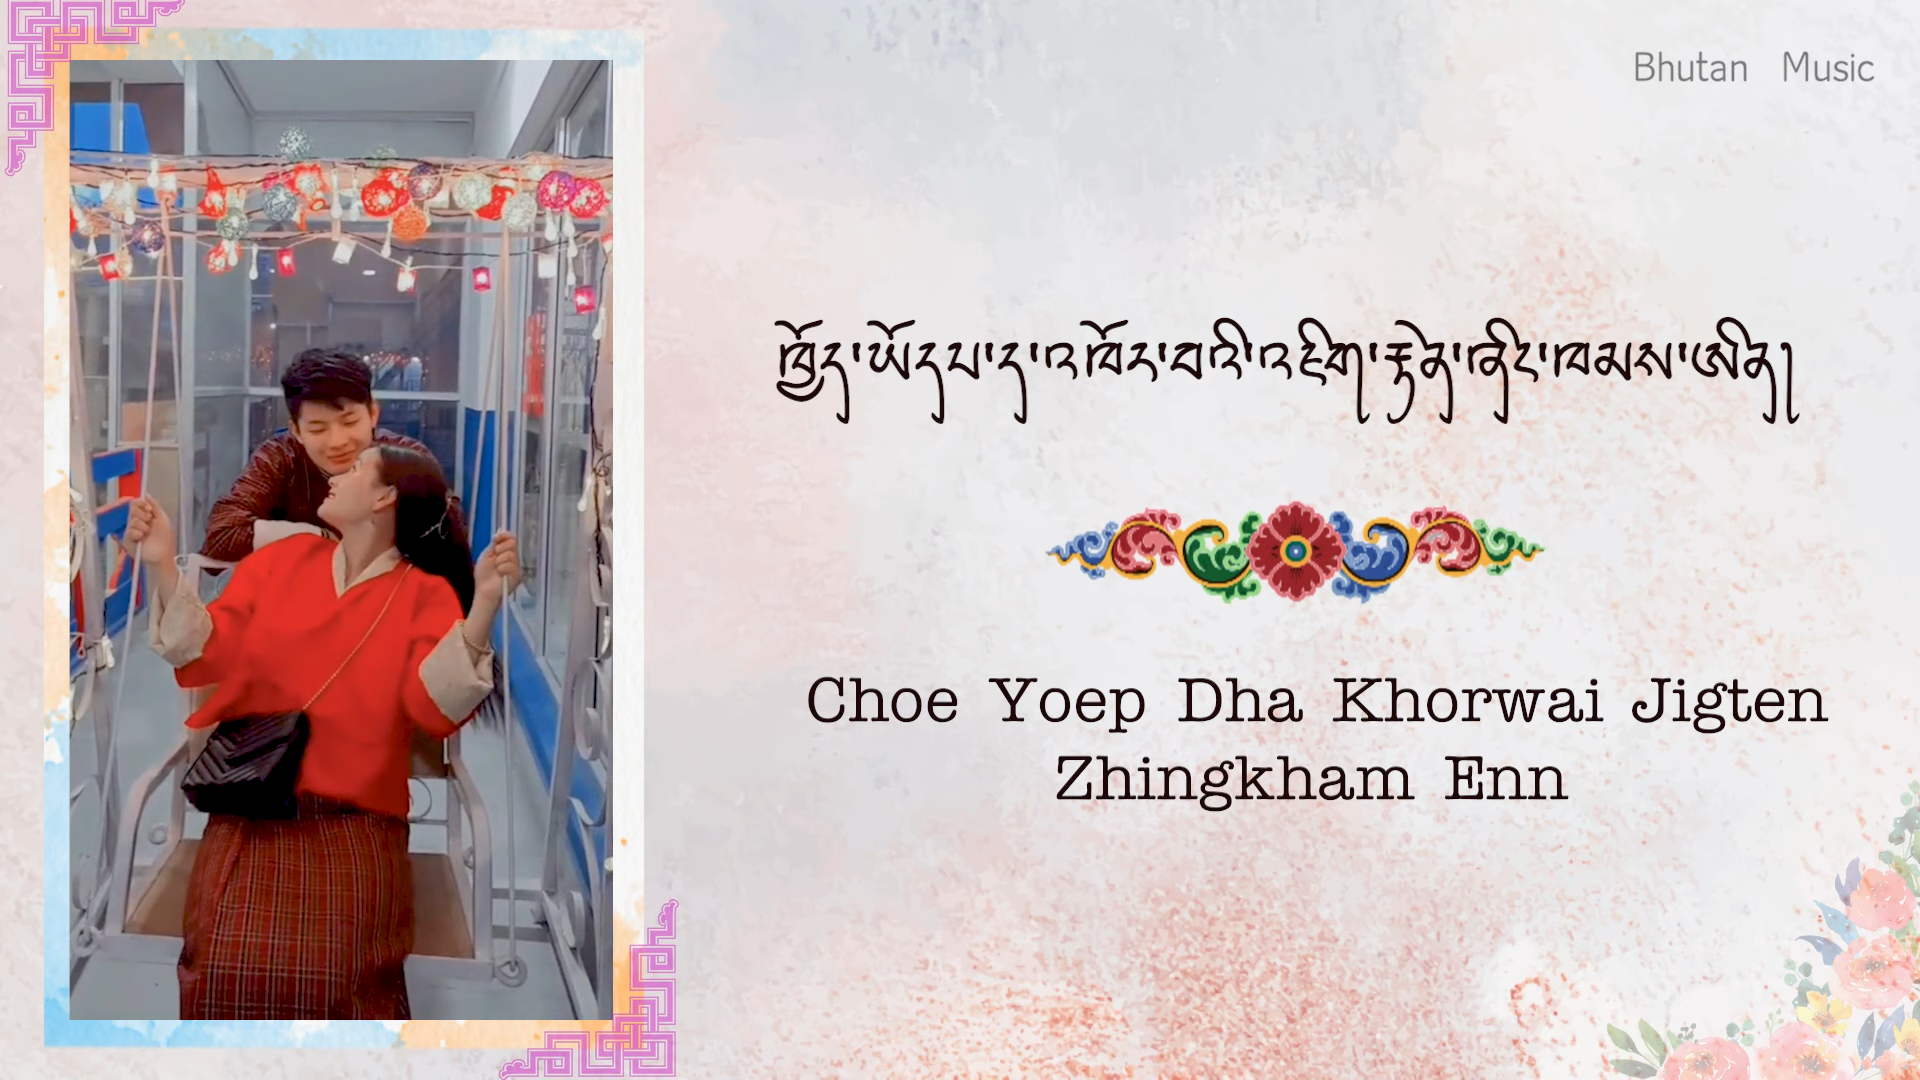 Bhutan Music
ཁྱོད་ཡོདཔ་ད་འཁོར་བའི་འཇིག་རྟེན་ཞིང་ཁམས་ཨིན།
Choe Yoep Dha Khorwai Jigten
Zhingkham Enn